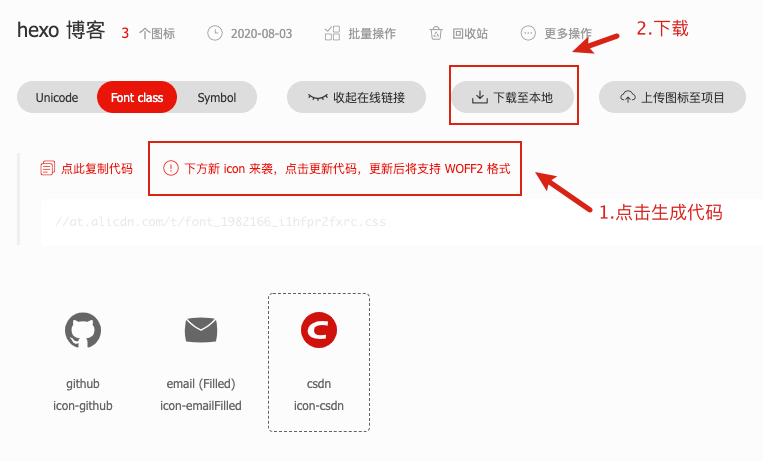 hexo 博客 3 个图标 2020-08-03 批量操作 回收站 更多操作 2.下载
Unicode Font class Symbol 收起在线链接 下载至本地 上传图标至项目
点此复制代码 下方新 icon 来袭，点击更新代码，更新后将支持 WOFF2 格式
1.点击生成代码
//at.alicdn.com/t/font_1982166_i1hfpr2fxrc.css
github email (Filled) csdn
icon-github icon-emailFilled icon-csdn